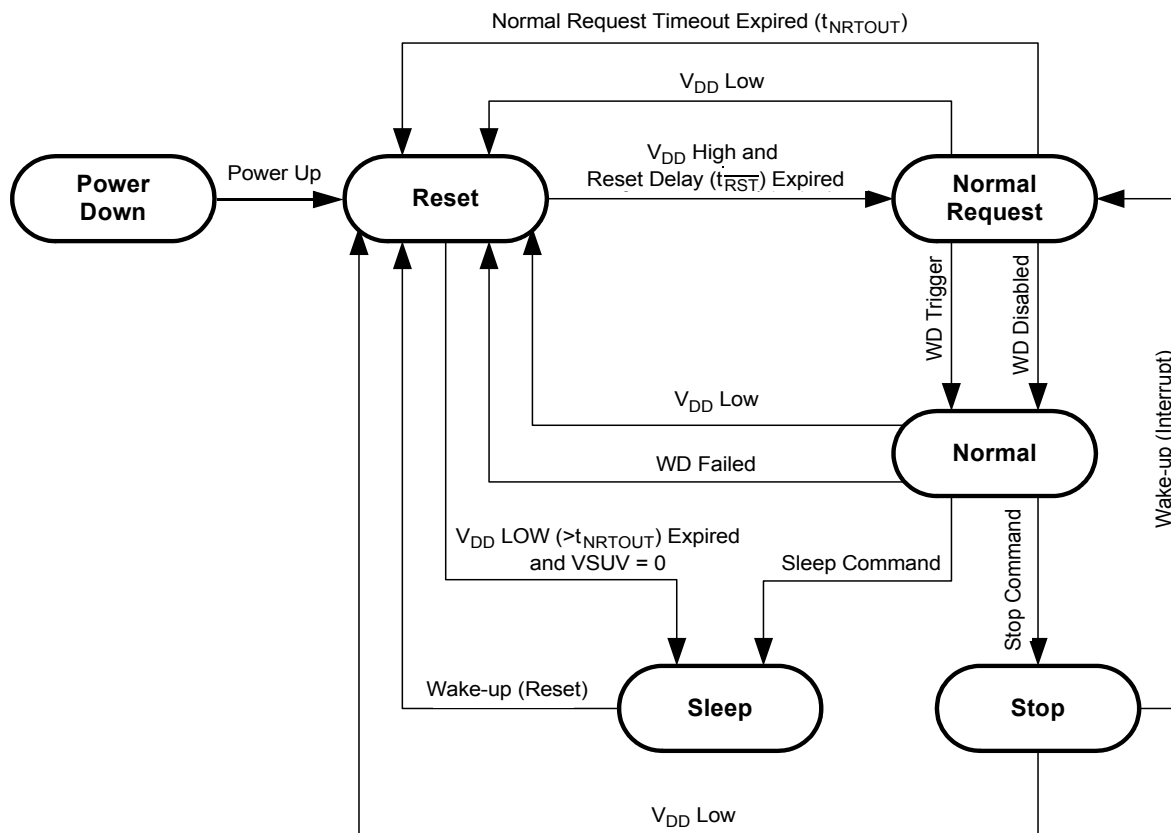 Normal Request Timeout Expired (tNRTOUT)
VDD Low
Power
Down
Power Up
Reset
VDD High and
Reset Delay (tRST) Expired
Normal
Request
WD Trigger
WD Disabled
VDD Low
Normal
WD Failed
Wake-up (Interrupt)
VDD LOW (>tNRTOUT) Expired
and VSUV = 0
Sleep Command
Stop Command
Wake-up (Reset)
Sleep
Stop
VDD Low